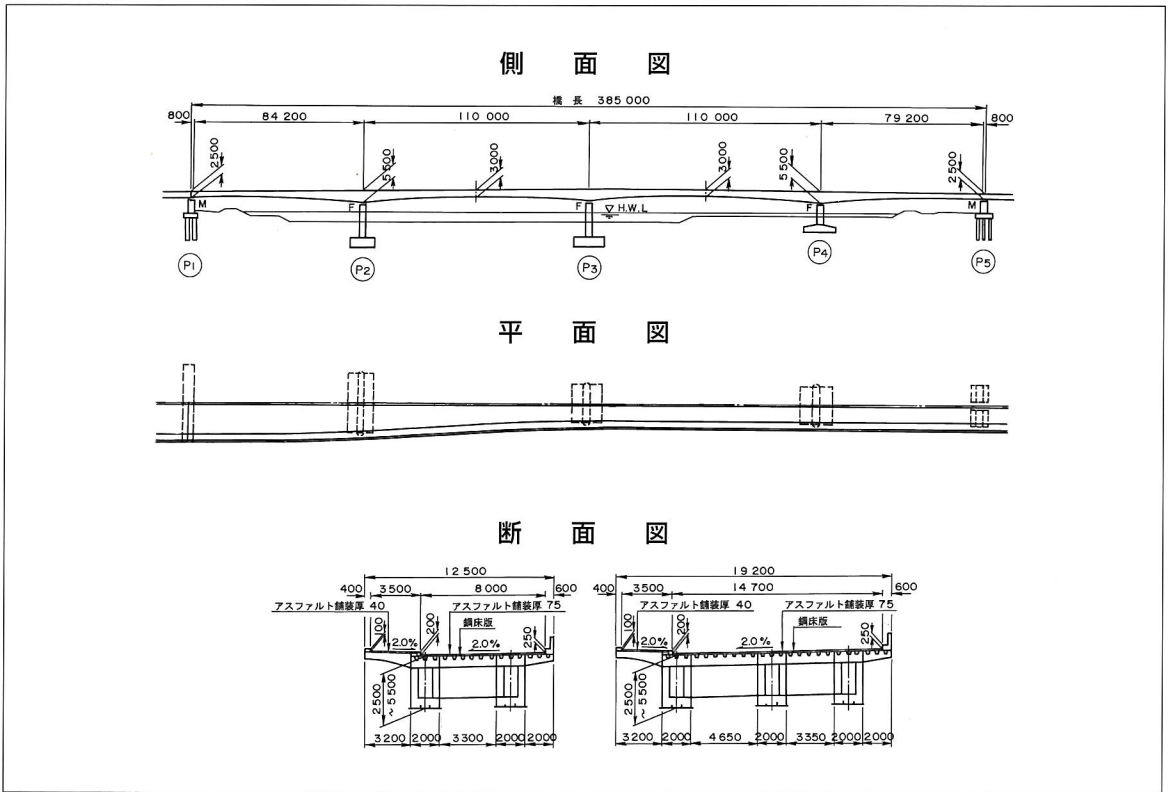 側 面 図
橋 長 385 000
800 84 200 110 000 110 000 79 200 800
2500 5500 3000 3000 5500 2500
M F F H.W.L F M
P1 P2 P3 P4 P5
平 面 図
断 面 図
12 500 19 200
400 3500 8 000 600 400 3500 14 700 600
アスファルト舗装厚 40 アスファルト舗装厚 75 アスファルト舗装厚 40 アスファルト舗装厚 75
鋼床版 鋼床版
100 2.0% 200 2.0% 250 100 2.0% 200 2.0% 250
2500 ~5500 2500 ~5500
3200 2000 3300 2000 2000 3200 2000 4650 2000 3350 2000 2000